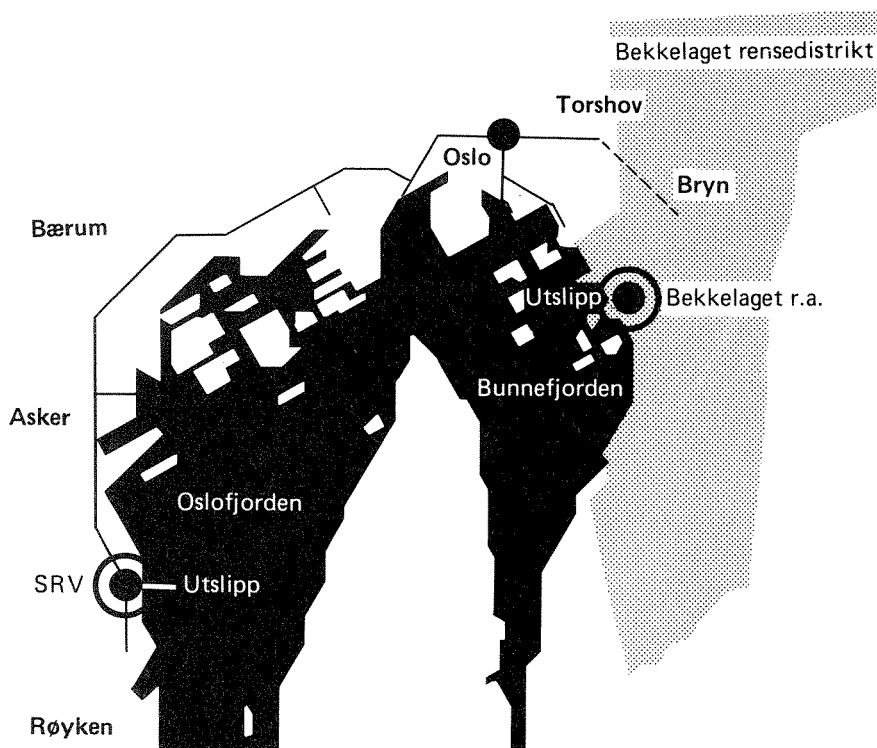 Bekkelaget rensedistrikt
Torshov
Oslo
Bryn
Bærum
Utslipp
Bekkelaget r.a.
Bunnefjorden
Asker
Oslofjorden
SRV
Utslipp
Røyken